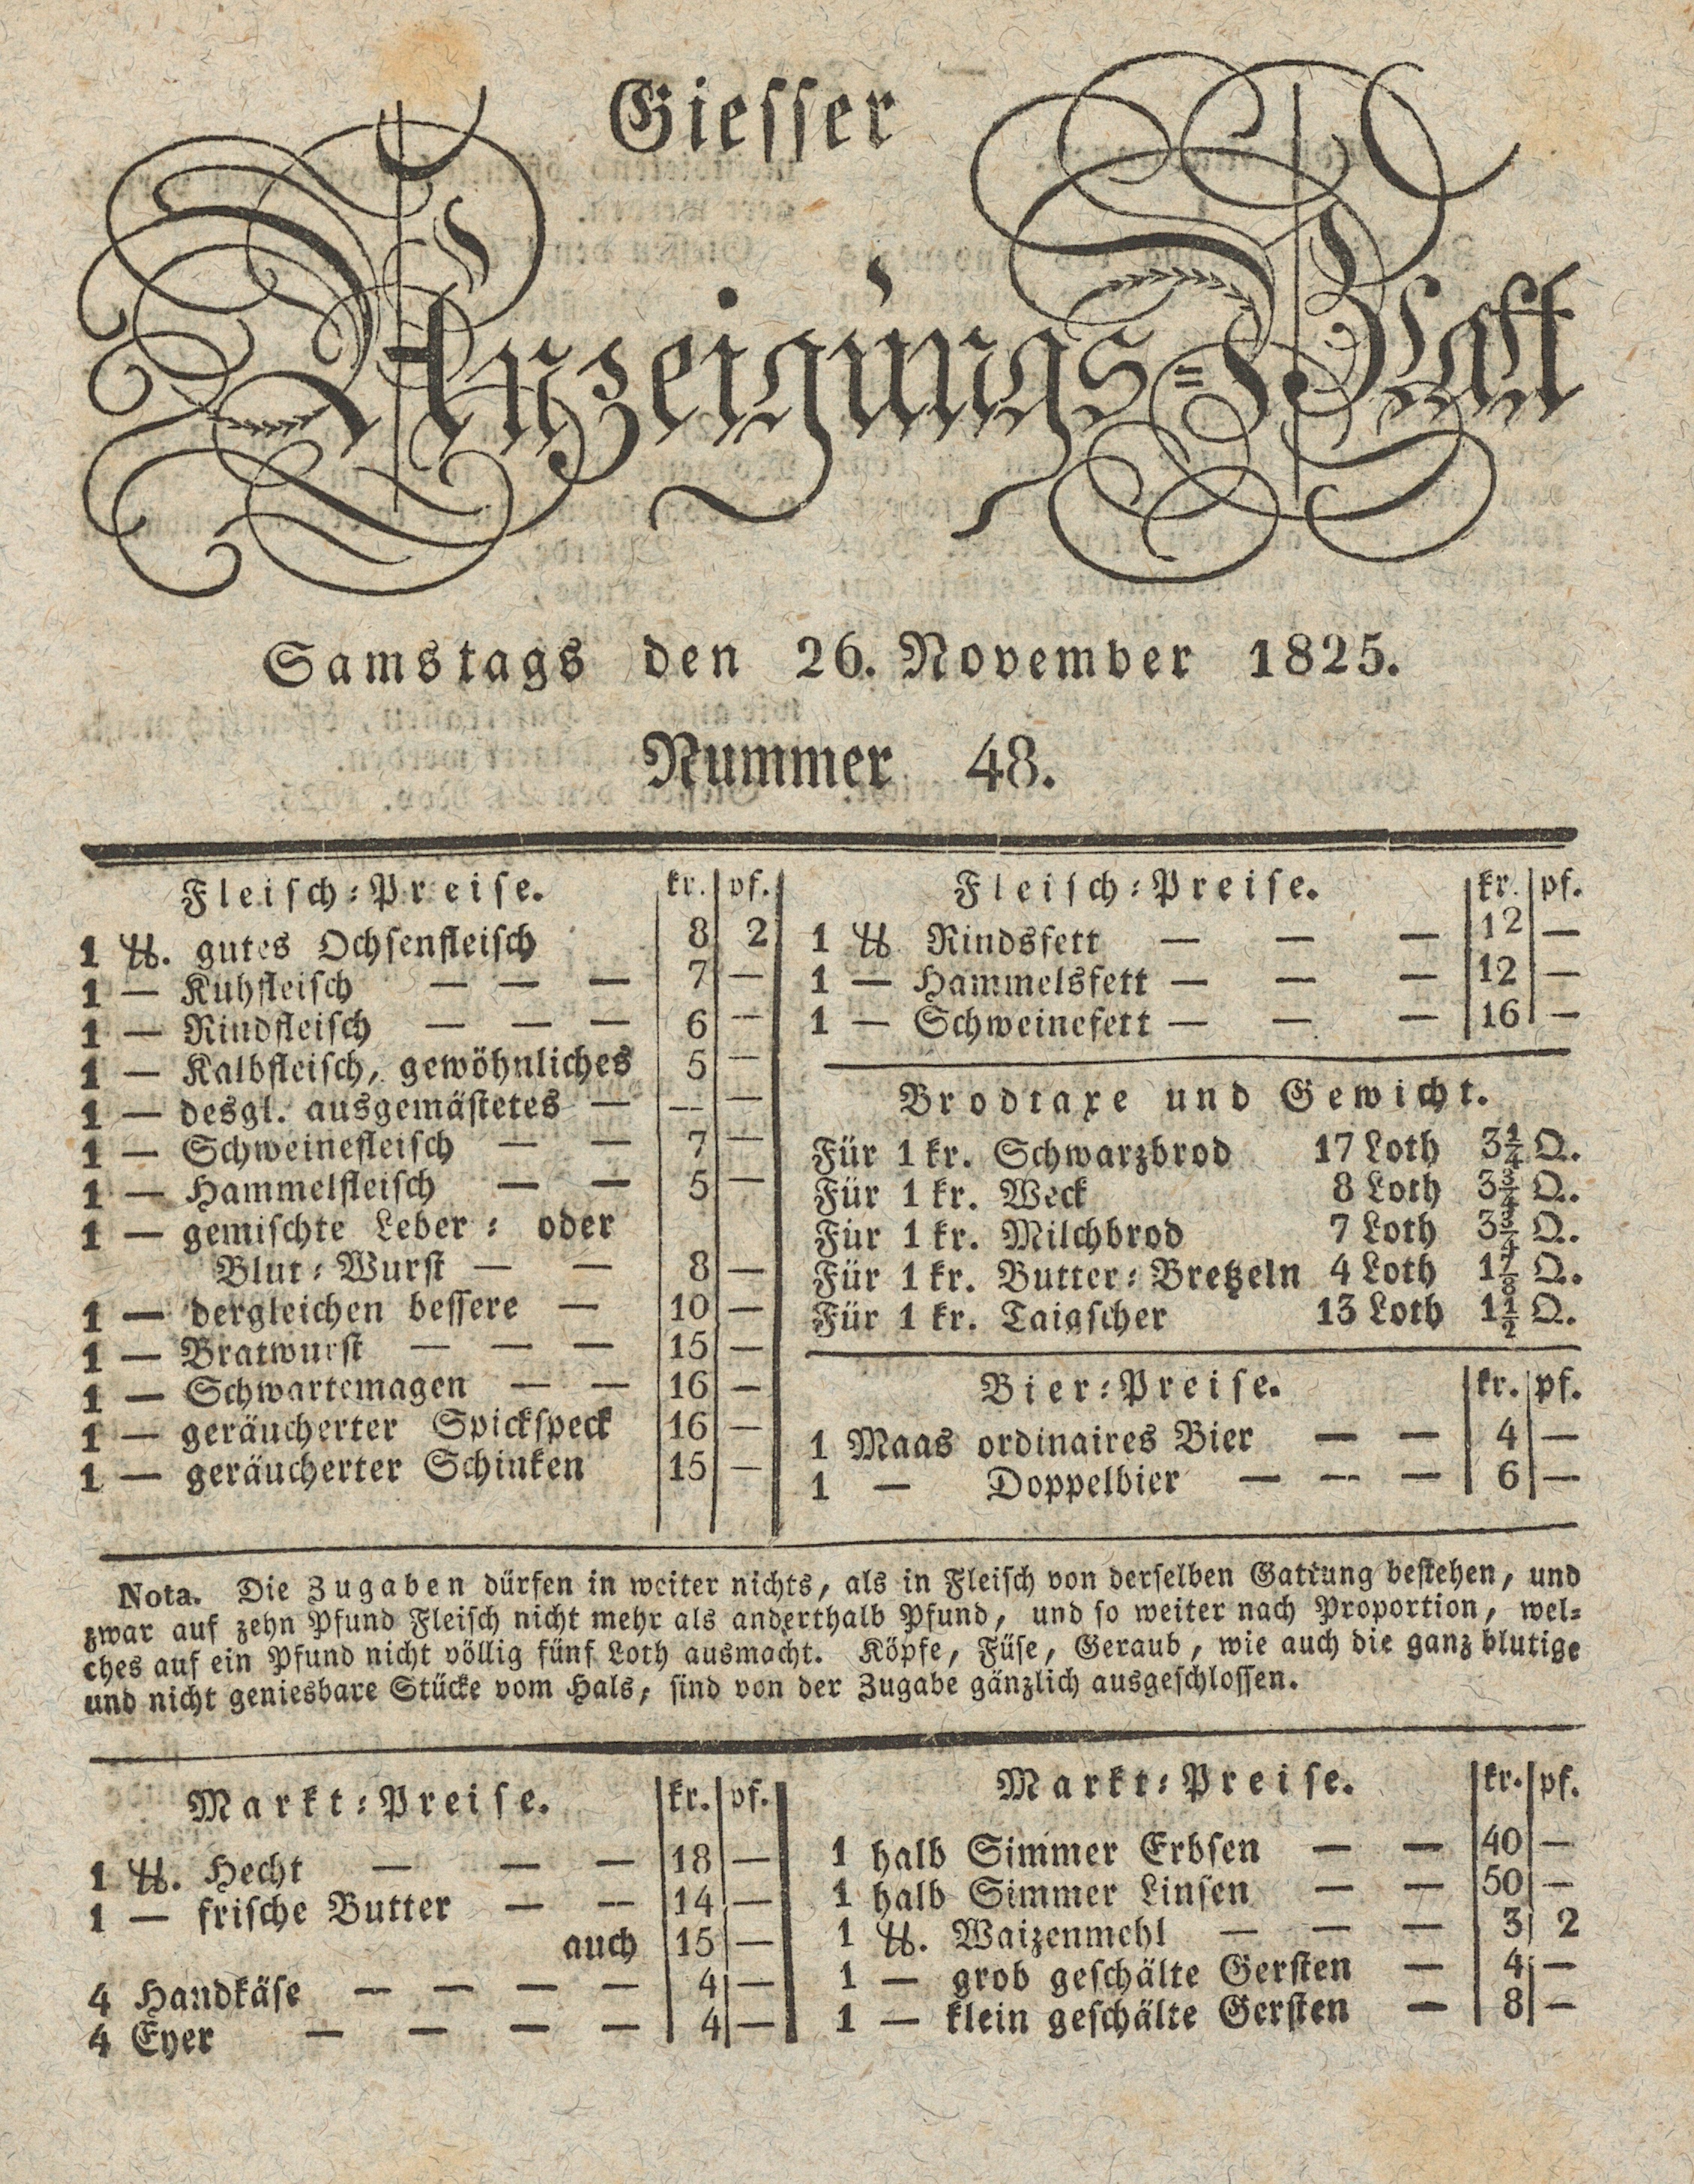 Giesser
Anzeigungs=Blatt
Samstags den 26. November 1825.
Nummer 48.
Fleisch=Preise. kr. pf.
1 ℔. gutes Ochsenfleisch 8 2
1 — Kuhfleisch — — — 7 —
1 — Rindfleisch — — — 6 —
1 — Kalbfleisch, gewöhnliches 5 —
1 — desgl. ausgemästetes — — —
1 — Schweinefleisch — — 7 —
1 — Hammelfleisch — — 5 —
1 — gemischte Leber= oder
Blut=Wurst — — 8 —
1 — dergleichen bessere — 10 —
1 — Bratwurst — — — 15 —
1 — Schwartemagen — — 16 —
1 — geräucherter Spickspeck 16 —
1 — geräucherter Schinken 15 —
Fleisch=Preise. kr. pf.
1 ℔ Rindsfett — — — 12 —
1 — Hammelsfett — — — 12 —
1 — Schweinefett — — — 16 —
Brodtaxe und Gewicht.
Für 1 kr. Schwarzbrod 17 Loth 3¼ Q.
Für 1 kr. Weck 8 Loth 3¾ Q.
Für 1 kr. Milchbrod 7 Loth 3¾ Q.
Für 1 kr. Butter=Bretzeln 4 Loth 1⅞ Q.
Für 1 kr. Taigscher 13 Loth 1½ Q.
Bier=Preise. kr. pf.
1 Maas ordinaires Bier — — 4 —
1 — Doppelbier — — — 6 —
Nota. Die Zugaben dürfen in weiter nichts, als in Fleisch von derselben Gattung bestehen, und
zwar auf zehn Pfund Fleisch nicht mehr als anderthalb Pfund, und so weiter nach Proportion, wel=
ches auf ein Pfund nicht völlig fünf Loth ausmacht. Köpfe, Füse, Geraub, wie auch die ganz blutige
und nicht geniesbare Stücke vom Hals, sind von der Zugabe gänzlich ausgeschlossen.
Markt=Preise. kr. pf.
1 ℔. Hecht — — — 18 —
1 — frische Butter — — 14 —
auch 15 —
4 Handkäse — — — — 4 —
4 Eyer — — — — 4 —
Markt=Preise. kr. pf.
1 halb Simmer Erbsen — — 40 —
1 halb Simmer Linsen — — 50 —
1 ℔. Waizenmehl — — — 3 2
1 — grob geschälte Gersten — 4 —
1 — klein geschälte Gersten — 8 —